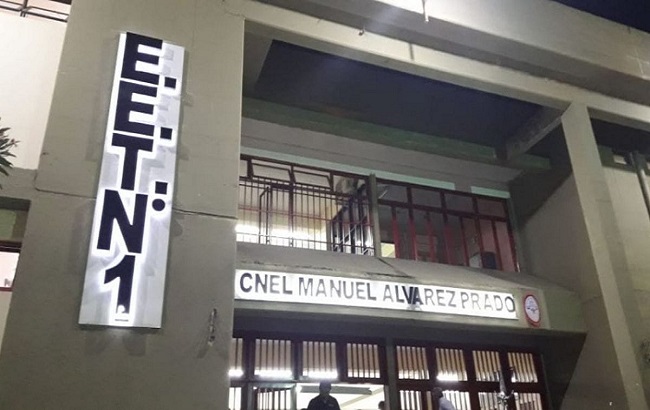 E.E.T.N°1
CNEL MANUEL ALVAREZ PRADO